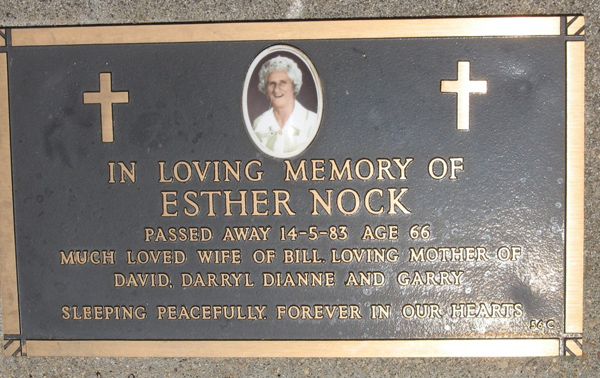 IN LOVING MEMORY OF
ESTHER NOCK
PASSED AWAY 14-5-83 AGE 66
MUCH LOVED WIFE OF BILL, LOVING MOTHER OF
DAVID, DARRYL DIANNE AND GARRY
SLEEPING PEACEFULLY, FOREVER IN OUR HEARTS